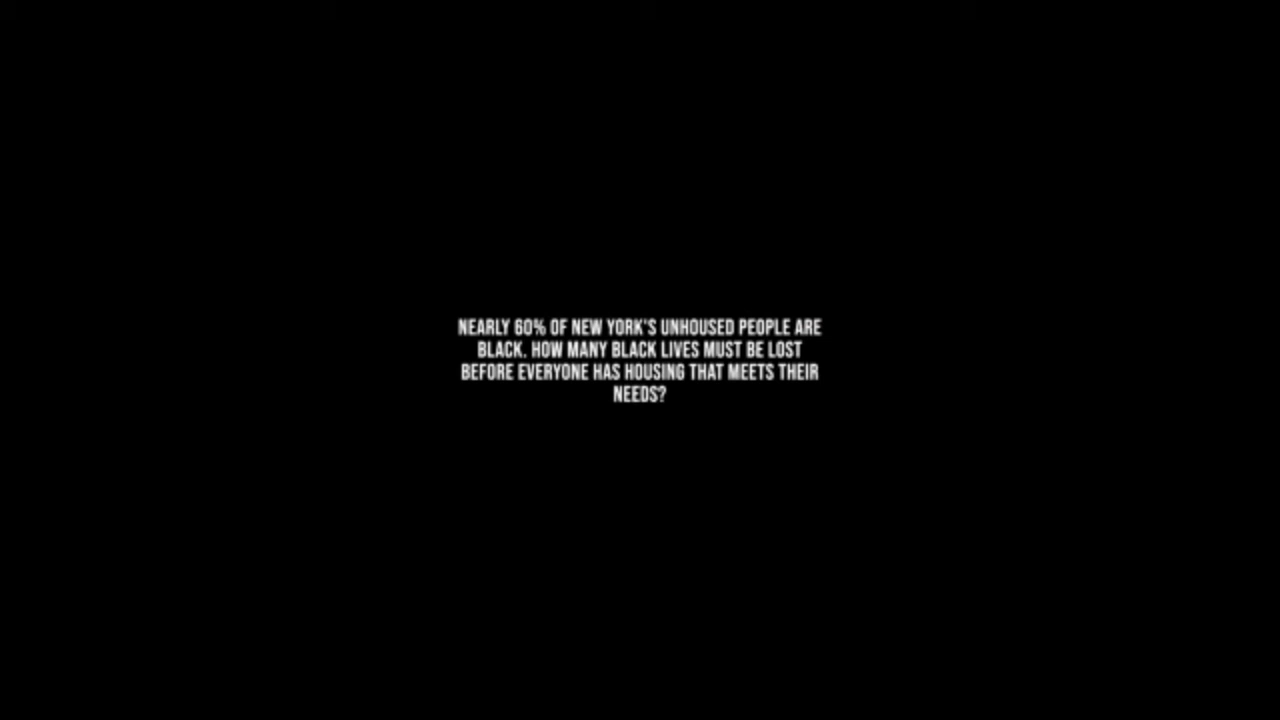 NEARLY 60% OF NEW YORK'S UNHOUSED PEOPLE ARE
BLACK. HOW MANY BLACK LIVES MUST BE LOST
BEFORE EVERYONE HAS HOUSING THAT MEETS THEIR
NEEDS?